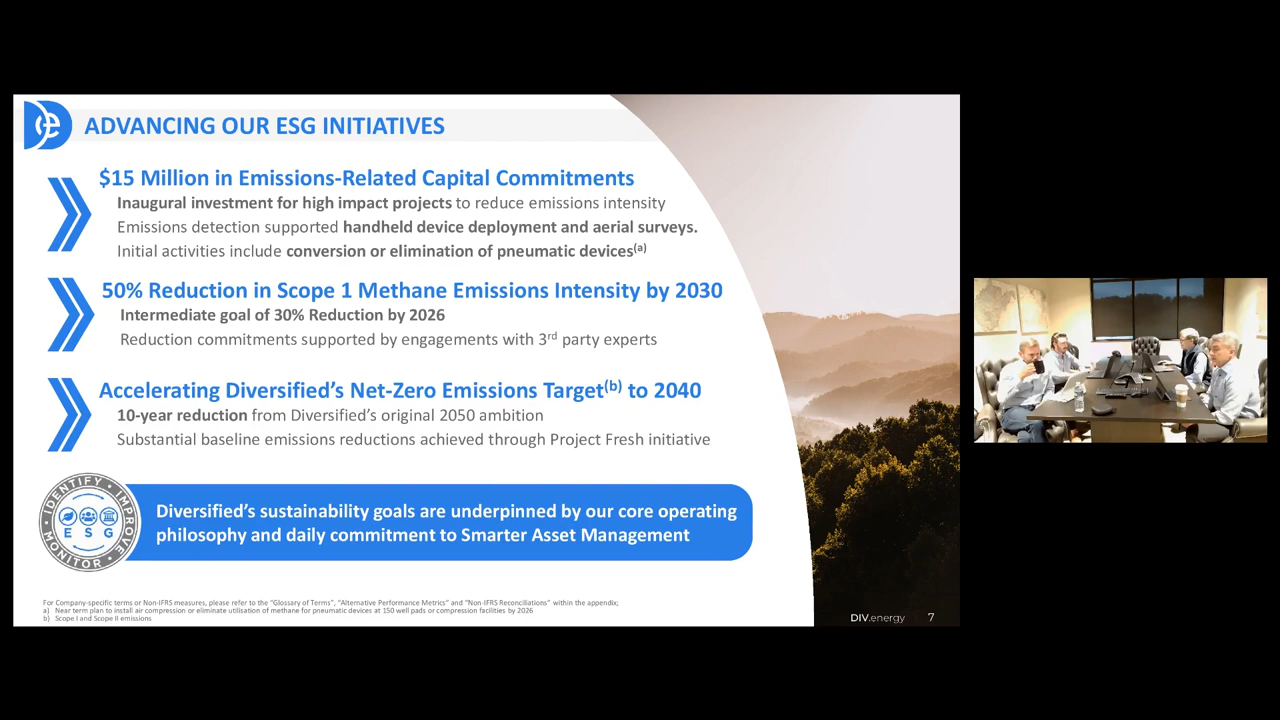 ADVANCING OUR ESG INITIATIVES
$15 Million in Emissions-Related Capital Commitments
Inaugural investment for high impact projects to reduce emissions intensity
Emissions detection supported handheld device deployment and aerial surveys.
Initial activities include conversion or elimination of pneumatic devices(a)
50% Reduction in Scope 1 Methane Emissions Intensity by 2030
Intermediate goal of 30% Reduction by 2026
Reduction commitments supported by engagements with 3rd party experts
Accelerating Diversified's Net-Zero Emissions Target(b) to 2040
10-year reduction from Diversified's original 2050 ambition
Substantial baseline emissions reductions achieved through Project Fresh initiative
IDENTIFY • IMPROVE • MONITOR •
E S G
Diversified's sustainability goals are underpinned by our core operating
philosophy and daily commitment to Smarter Asset Management
For Company-specific terms or Non-IFRS measures, please refer to the "Glossary of Terms", "Alternative Performance Metrics" and "Non-IFRS Reconciliations" within the appendix;
a) Near term plan to install air compression or eliminate utilisation of methane for pneumatic devices at 150 well pads or compression facilities by 2026
b) Scope I and Scope II emissions
DIV.energy 7